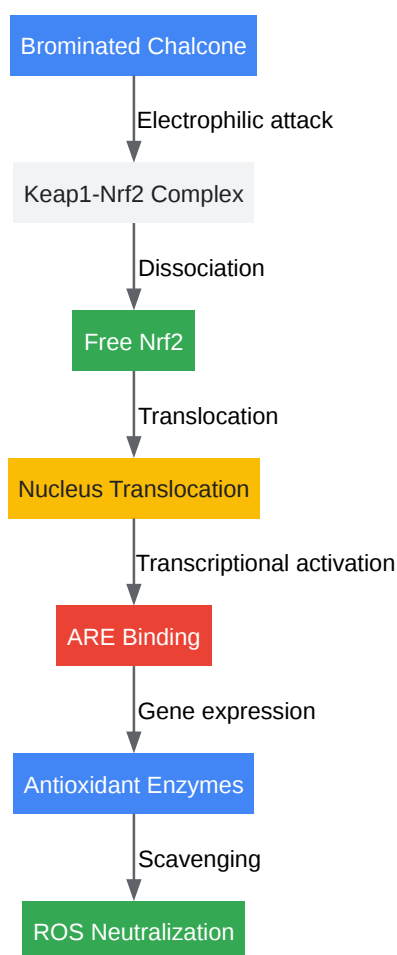 Brominated Chalcone
Electrophilic attack
Keap1-Nrf2 Complex
Dissociation
Free Nrf2
Translocation
Nucleus Translocation
Transcriptional activation
ARE Binding
Gene expression
Antioxidant Enzymes
Scavenging
ROS Neutralization